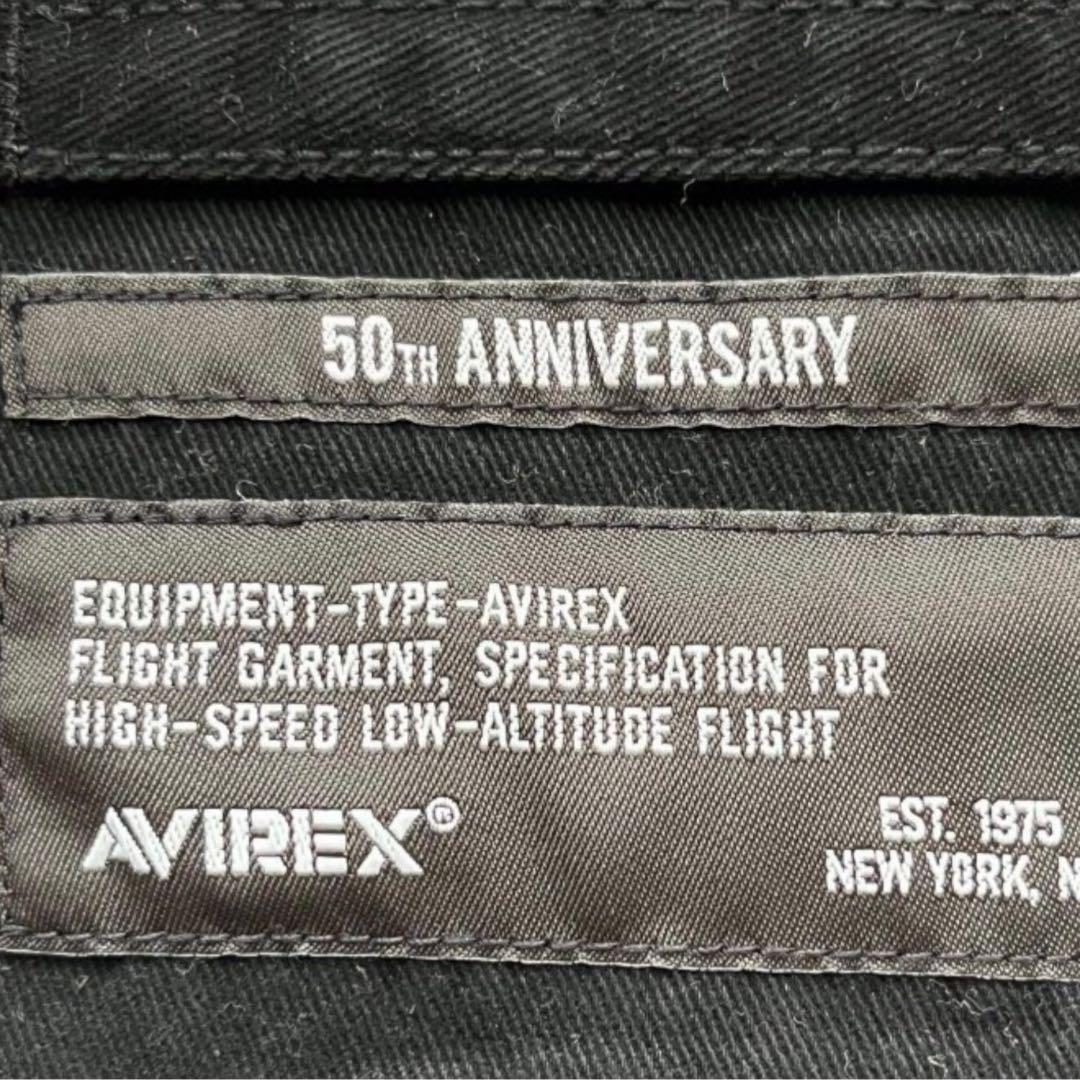 50TH ANNIVERSARY
EQUIPMENT-TYPE-AVIREX
FLIGHT GARMENT, SPECIFICATION FOR
HIGH-SPEED LOW-ALTITUDE FLIGHT
AVIREX®
EST. 1975
NEW YORK, N